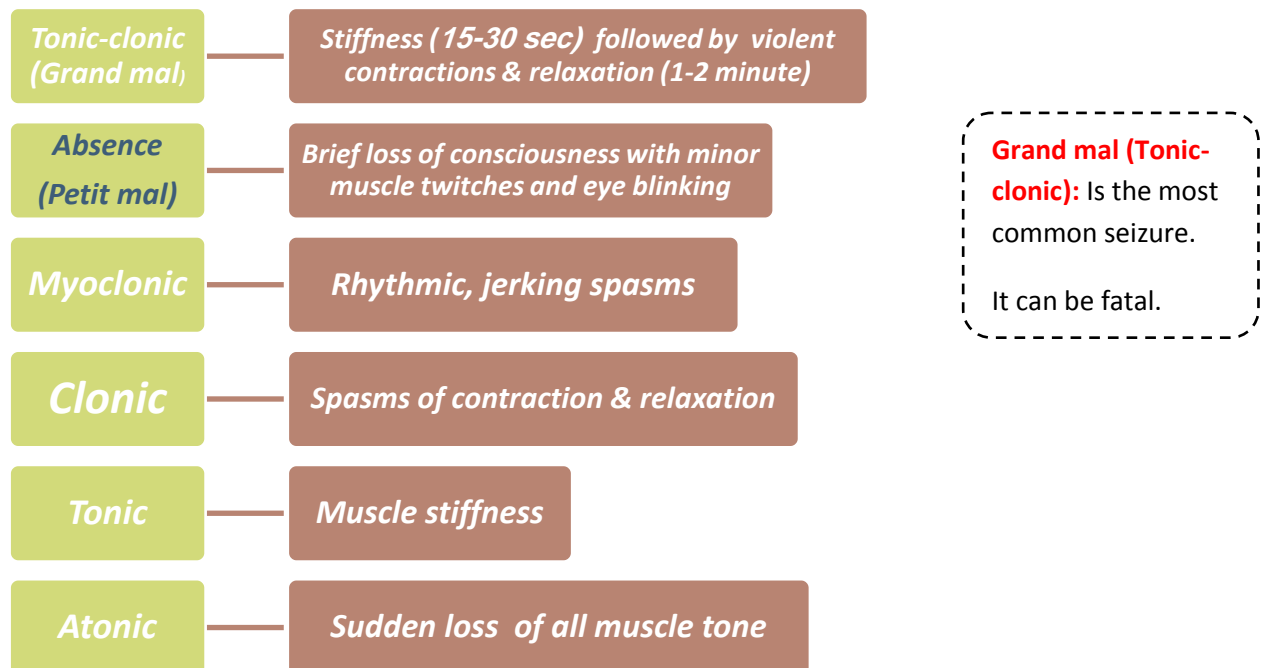 Tonic-clonic
(Grand mal)
Stiffness (15-30 sec) followed by violent
contractions & relaxation (1-2 minute)
Absence
(Petit mal)
Brief loss of consciousness with minor
muscle twitches and eye blinking
Myoclonic
Rhythmic, jerking spasms
Clonic
Spasms of contraction & relaxation
Tonic
Muscle stiffness
Atonic
Sudden loss of all muscle tone
Grand mal (Tonic-
clonic): Is the most
common seizure.
It can be fatal.